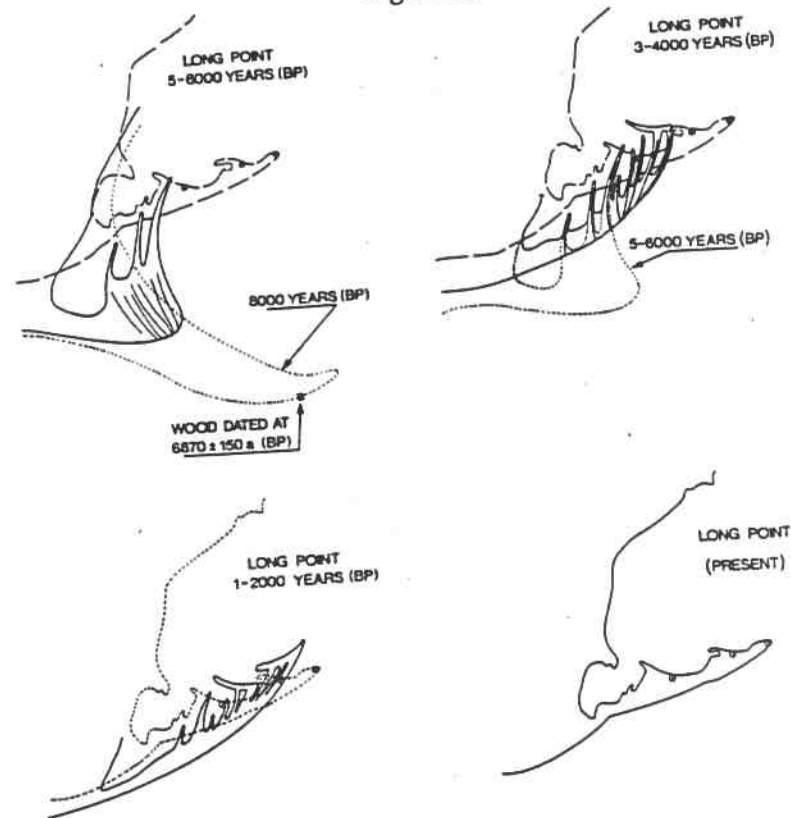 LONG POINT
5-6000 YEARS (BP)
8000 YEARS (BP)
WOOD DATED AT
6870 ± 150 a (BP)
LONG POINT
3-4000 YEARS (BP)
5-6000 YEARS (BP)
LONG POINT
1-2000 YEARS (BP)
LONG POINT
(PRESENT)